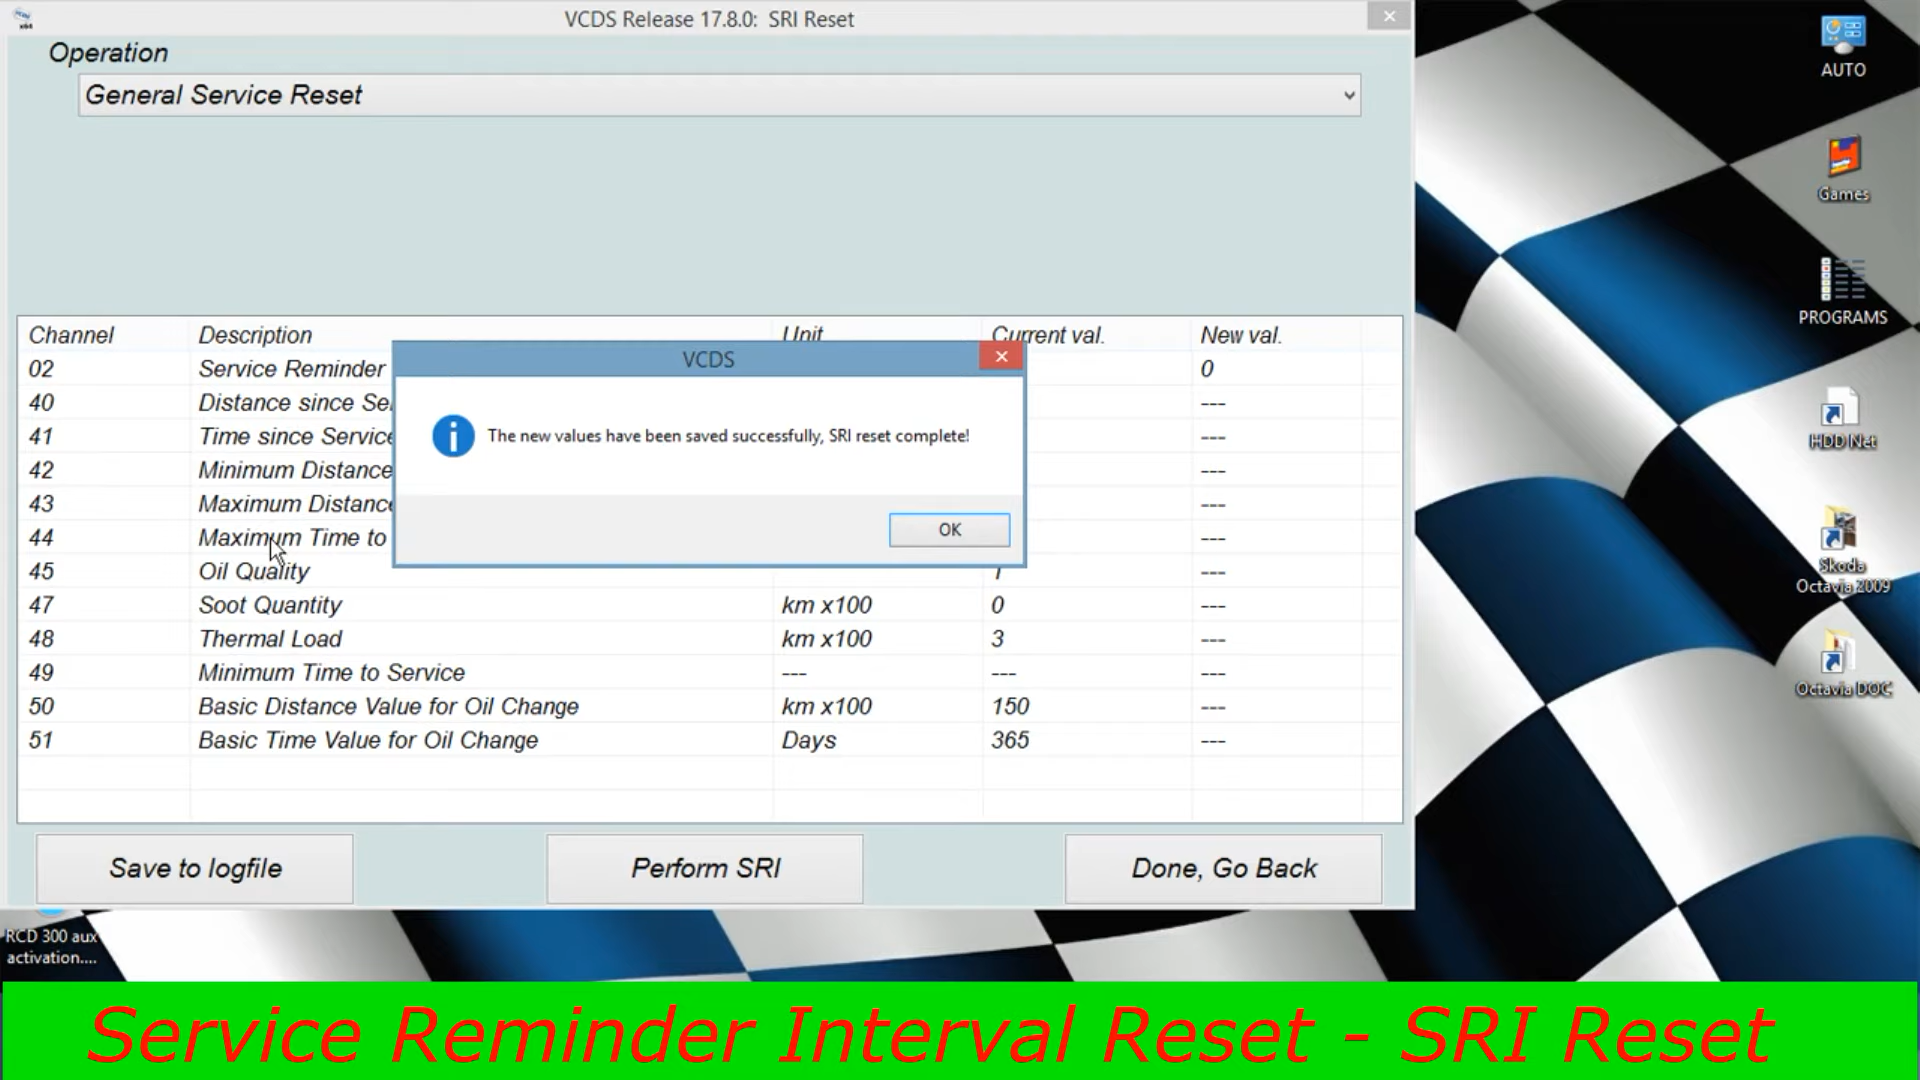 VCDS
x64
VCDS Release 17.8.0: SRI Reset
Operation
General Service Reset
Channel Description Unit Current val. New val.
02 Service Reminder 0
40 Distance since Se ---
41 Time since Service ---
42 Minimum Distance ---
43 Maximum Distance ---
44 Maximum Time to ---
45 Oil Quality 1 ---
47 Soot Quantity km x100 0 ---
48 Thermal Load km x100 3 ---
49 Minimum Time to Service --- --- ---
50 Basic Distance Value for Oil Change km x100 150 ---
51 Basic Time Value for Oil Change Days 365 ---
VCDS
The new values have been saved successfully, SRI reset complete!
OK
Save to logfile
Perform SRI
Done, Go Back
AUTO
Games
PROGRAMS
HDD Net
Skoda
Octavia 2009
Octavia DOC
RCD 300 aux
activation....
Service Reminder Interval Reset - SRI Reset